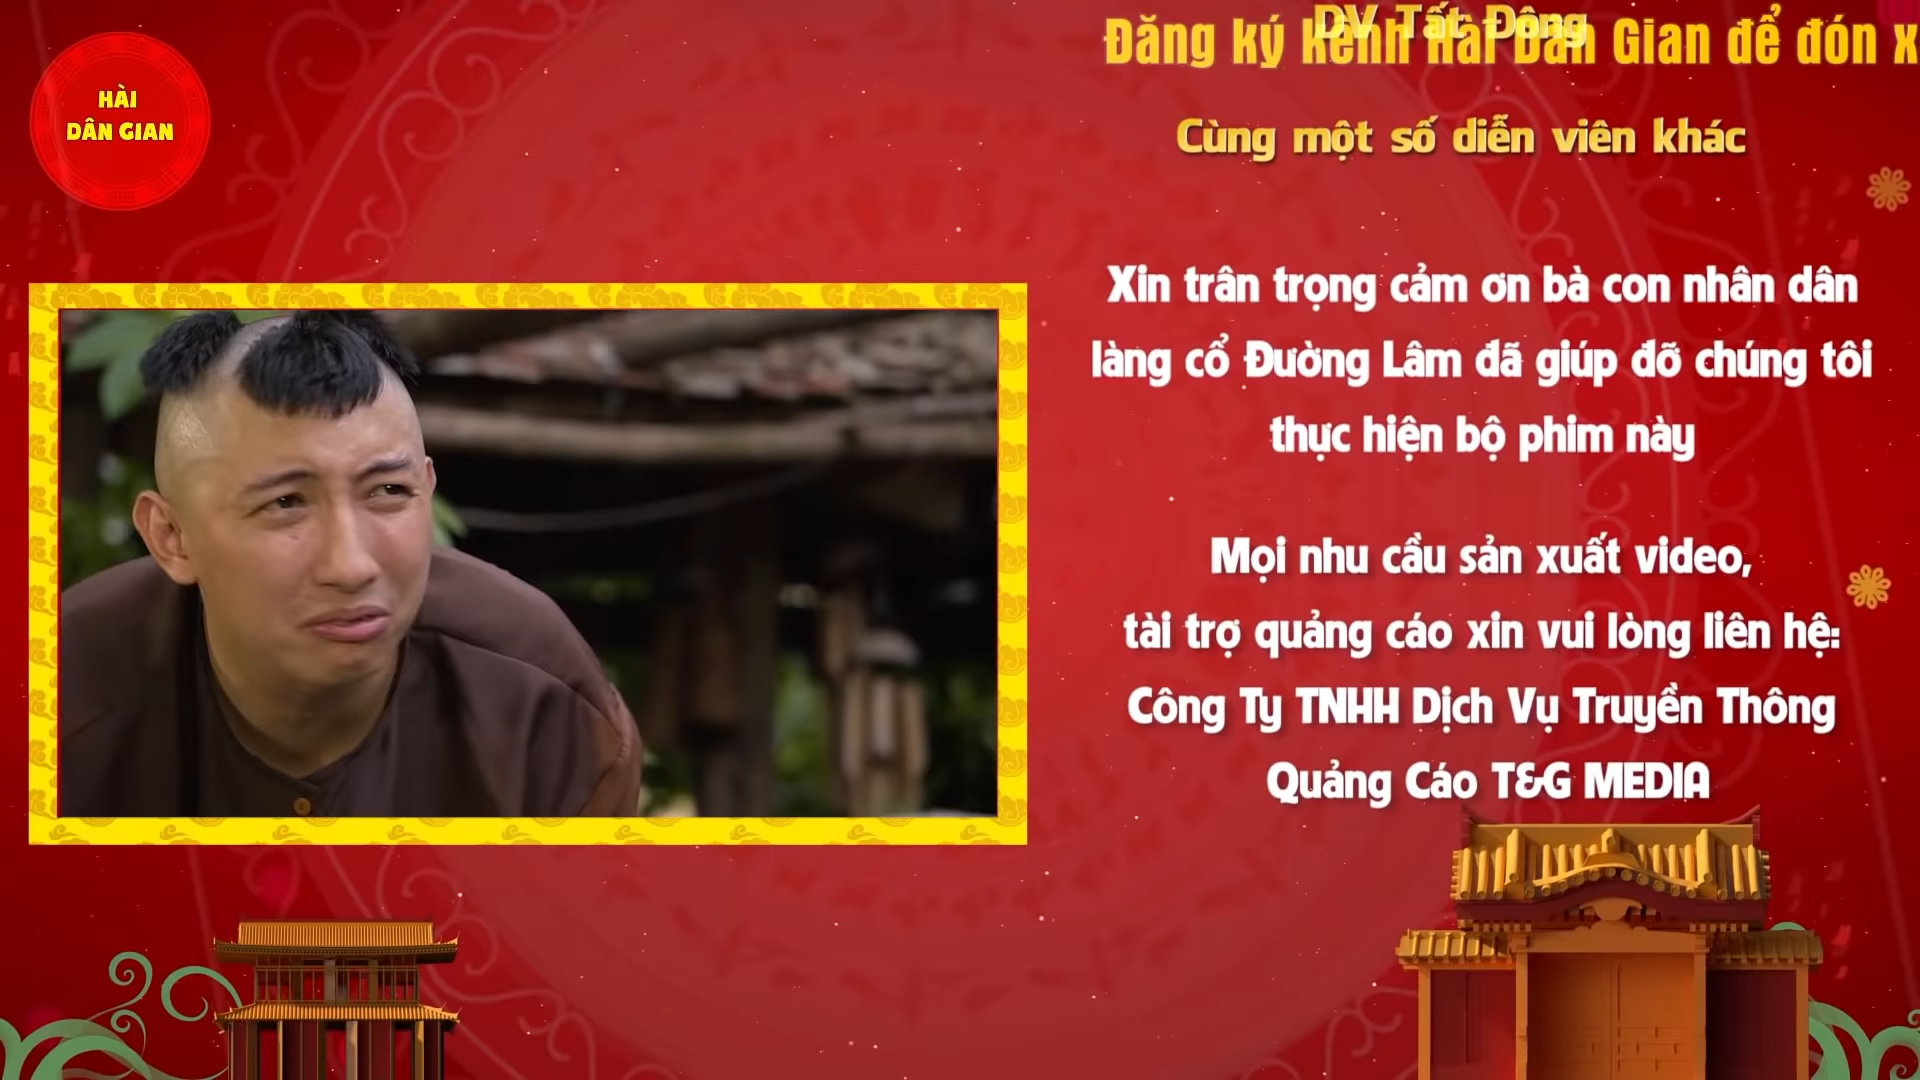 HÀI
DÂN GIAN
DV Tất Đông
Đăng ký kênh Hài Dân Gian để đón x
Cùng một số diễn viên khác
Xin trân trọng cảm ơn bà con nhân dân
làng cổ Đường Lâm đã giúp đỡ chúng tôi
thực hiện bộ phim này
Mọi nhu cầu sản xuất video,
tài trợ quảng cáo xin vui lòng liên hệ:
Công Ty TNHH Dịch Vụ Truyền Thông
Quảng Cáo T&G MEDIA